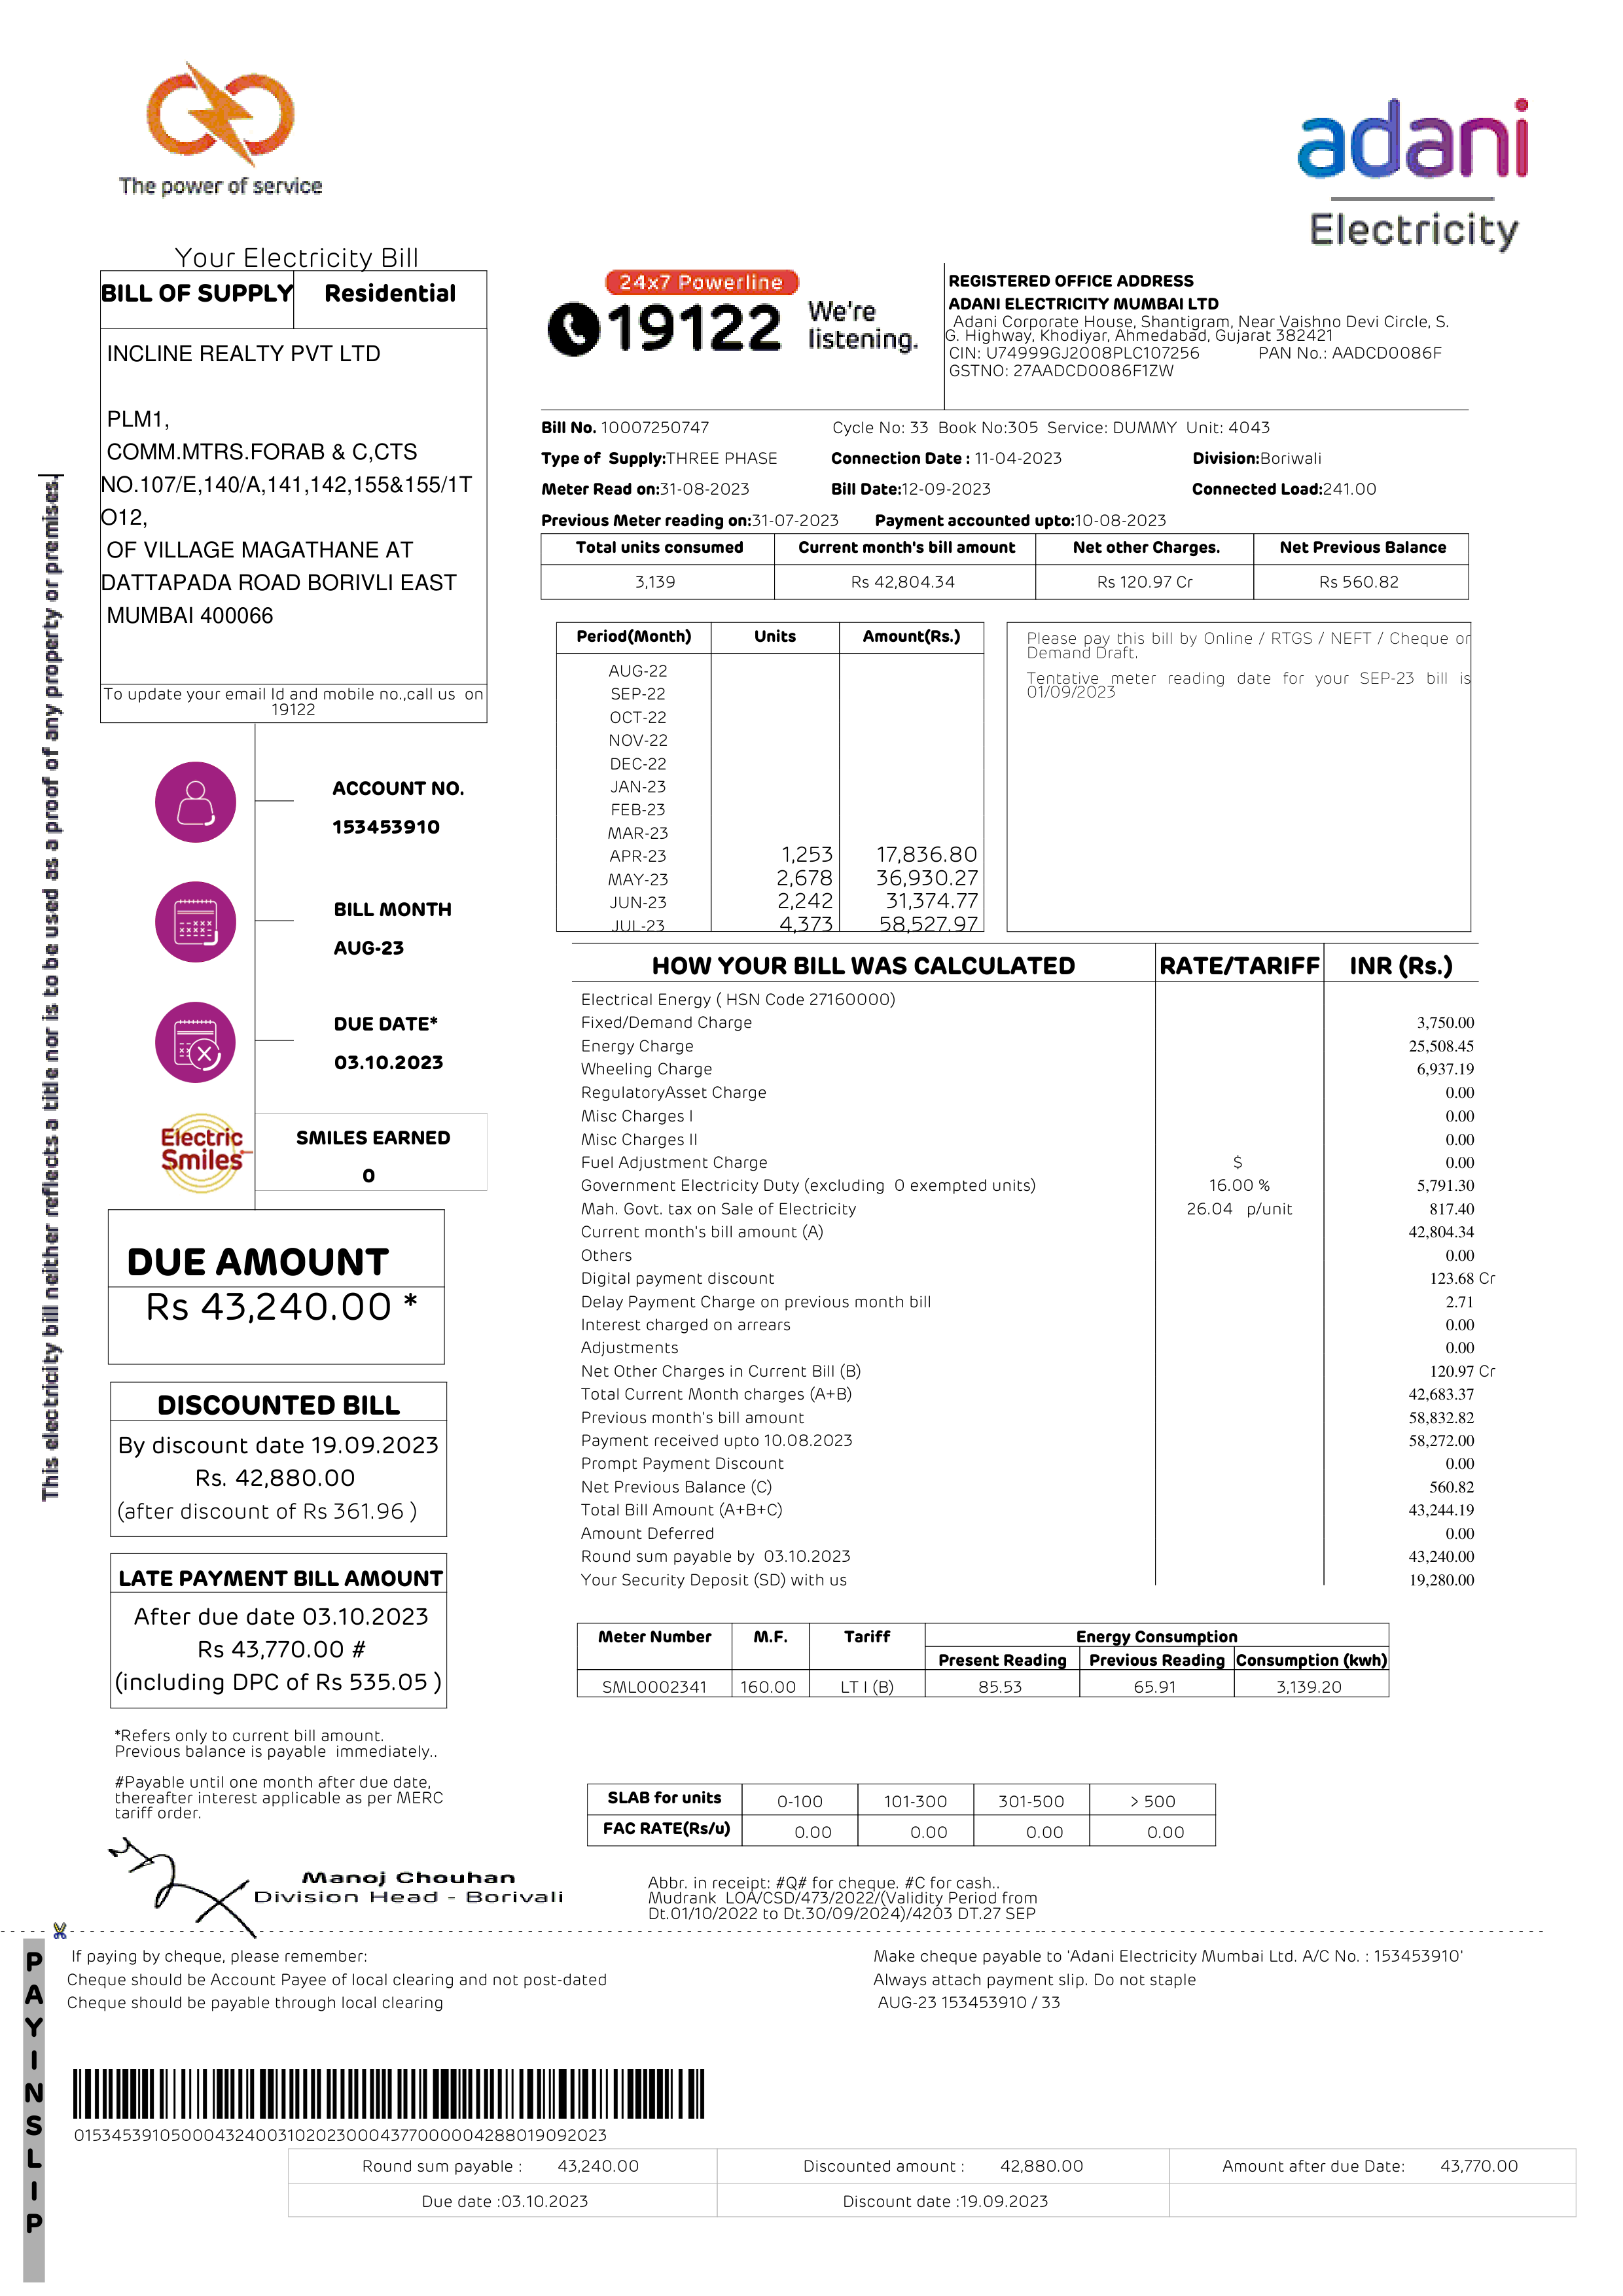 The power of service
adani
Electricity
Your Electricity Bill
BILL OF SUPPLY Residential
INCLINE REALTY PVT LTD
PLM1,
COMM.MTRS.FORAB & C,CTS
NO.107/E,140/A,141,142,155&155/1T
O12,
OF VILLAGE MAGATHANE AT
DATTAPADA ROAD BORIVLI EAST
MUMBAI 400066
To update your email Id and mobile no.,call us on
19122
24x7 Powerline
19122 We're
listening.
REGISTERED OFFICE ADDRESS
ADANI ELECTRICITY MUMBAI LTD
Adani Corporate House, Shantigram, Near Vaishno Devi Circle, S.
G. Highway, Khodiyar, Ahmedabad, Gujarat 382421
CIN: U74999GJ2008PLC107256 PAN No.: AADCD0086F
GSTNO: 27AADCD0086F1ZW
Bill No. 10007250747 Cycle No: 33 Book No:305 Service: DUMMY Unit: 4043
Type of Supply:THREE PHASE Connection Date : 11-04-2023 Division:Boriwali
Meter Read on:31-08-2023 Bill Date:12-09-2023 Connected Load:241.00
Previous Meter reading on:31-07-2023 Payment accounted upto:10-08-2023
Total units consumed Current month's bill amount Net other Charges. Net Previous Balance
3,139 Rs 42,804.34 Rs 120.97 Cr Rs 560.82
Period(Month) Units Amount(Rs.)
AUG-22
SEP-22
OCT-22
NOV-22
DEC-22
JAN-23
FEB-23
MAR-23
APR-23 1,253 17,836.80
MAY-23 2,678 36,930.27
JUN-23 2,242 31,374.77
JUL-23 4,373 58,527.97
Please pay this bill by Online / RTGS / NEFT / Cheque or
Demand Draft.
Tentative meter reading date for your SEP-23 bill is
01/09/2023
This electricity bill neither reflects a title nor is to be used as a proof of any property or premises.
ACCOUNT NO.
153453910
BILL MONTH
AUG-23
DUE DATE*
03.10.2023
Electric
Smiles
SMILES EARNED
0
DUE AMOUNT
Rs 43,240.00 *
DISCOUNTED BILL
By discount date 19.09.2023
Rs. 42,880.00
(after discount of Rs 361.96 )
LATE PAYMENT BILL AMOUNT
After due date 03.10.2023
Rs 43,770.00 #
(including DPC of Rs 535.05 )
*Refers only to current bill amount.
Previous balance is payable immediately..
#Payable until one month after due date,
thereafter interest applicable as per MERC
tariff order.
HOW YOUR BILL WAS CALCULATED RATE/TARIFF INR (Rs.)
Electrical Energy ( HSN Code 27160000)
Fixed/Demand Charge 3,750.00
Energy Charge 25,508.45
Wheeling Charge 6,937.19
RegulatoryAsset Charge 0.00
Misc Charges I 0.00
Misc Charges II 0.00
Fuel Adjustment Charge $ 0.00
Government Electricity Duty (excluding 0 exempted units) 16.00 % 5,791.30
Mah. Govt. tax on Sale of Electricity 26.04 p/unit 817.40
Current month's bill amount (A) 42,804.34
Others 0.00
Digital payment discount 123.68 Cr
Delay Payment Charge on previous month bill 2.71
Interest charged on arrears 0.00
Adjustments 0.00
Net Other Charges in Current Bill (B) 120.97 Cr
Total Current Month charges (A+B) 42,683.37
Previous month's bill amount 58,832.82
Payment received upto 10.08.2023 58,272.00
Prompt Payment Discount 0.00
Net Previous Balance (C) 560.82
Total Bill Amount (A+B+C) 43,244.19
Amount Deferred 0.00
Round sum payable by 03.10.2023 43,240.00
Your Security Deposit (SD) with us 19,280.00
Meter Number M.F. Tariff Energy Consumption
Present Reading Previous Reading Consumption (kwh)
SML0002341 160.00 LT I (B) 85.53 65.91 3,139.20
SLAB for units 0-100 101-300 301-500 > 500
FAC RATE(Rs/u) 0.00 0.00 0.00 0.00
Manoj Chouhan
Division Head - Borivali
Abbr. in receipt: #Q# for cheque. #C for cash..
Mudrank LOA/CSD/473/2022/(Validity Period from
Dt.01/10/2022 to Dt.30/09/2024)/4203 DT.27 SEP
PAYINSLIP
If paying by cheque, please remember:
Cheque should be Account Payee of local clearing and not post-dated
Cheque should be payable through local clearing
Make cheque payable to 'Adani Electricity Mumbai Ltd. A/C No. : 153453910'
Always attach payment slip. Do not staple
AUG-23 153453910 / 33
0153453910500043240031020230004377000004288019092023
Round sum payable : 43,240.00 Discounted amount : 42,880.00 Amount after due Date: 43,770.00
Due date :03.10.2023 Discount date :19.09.2023